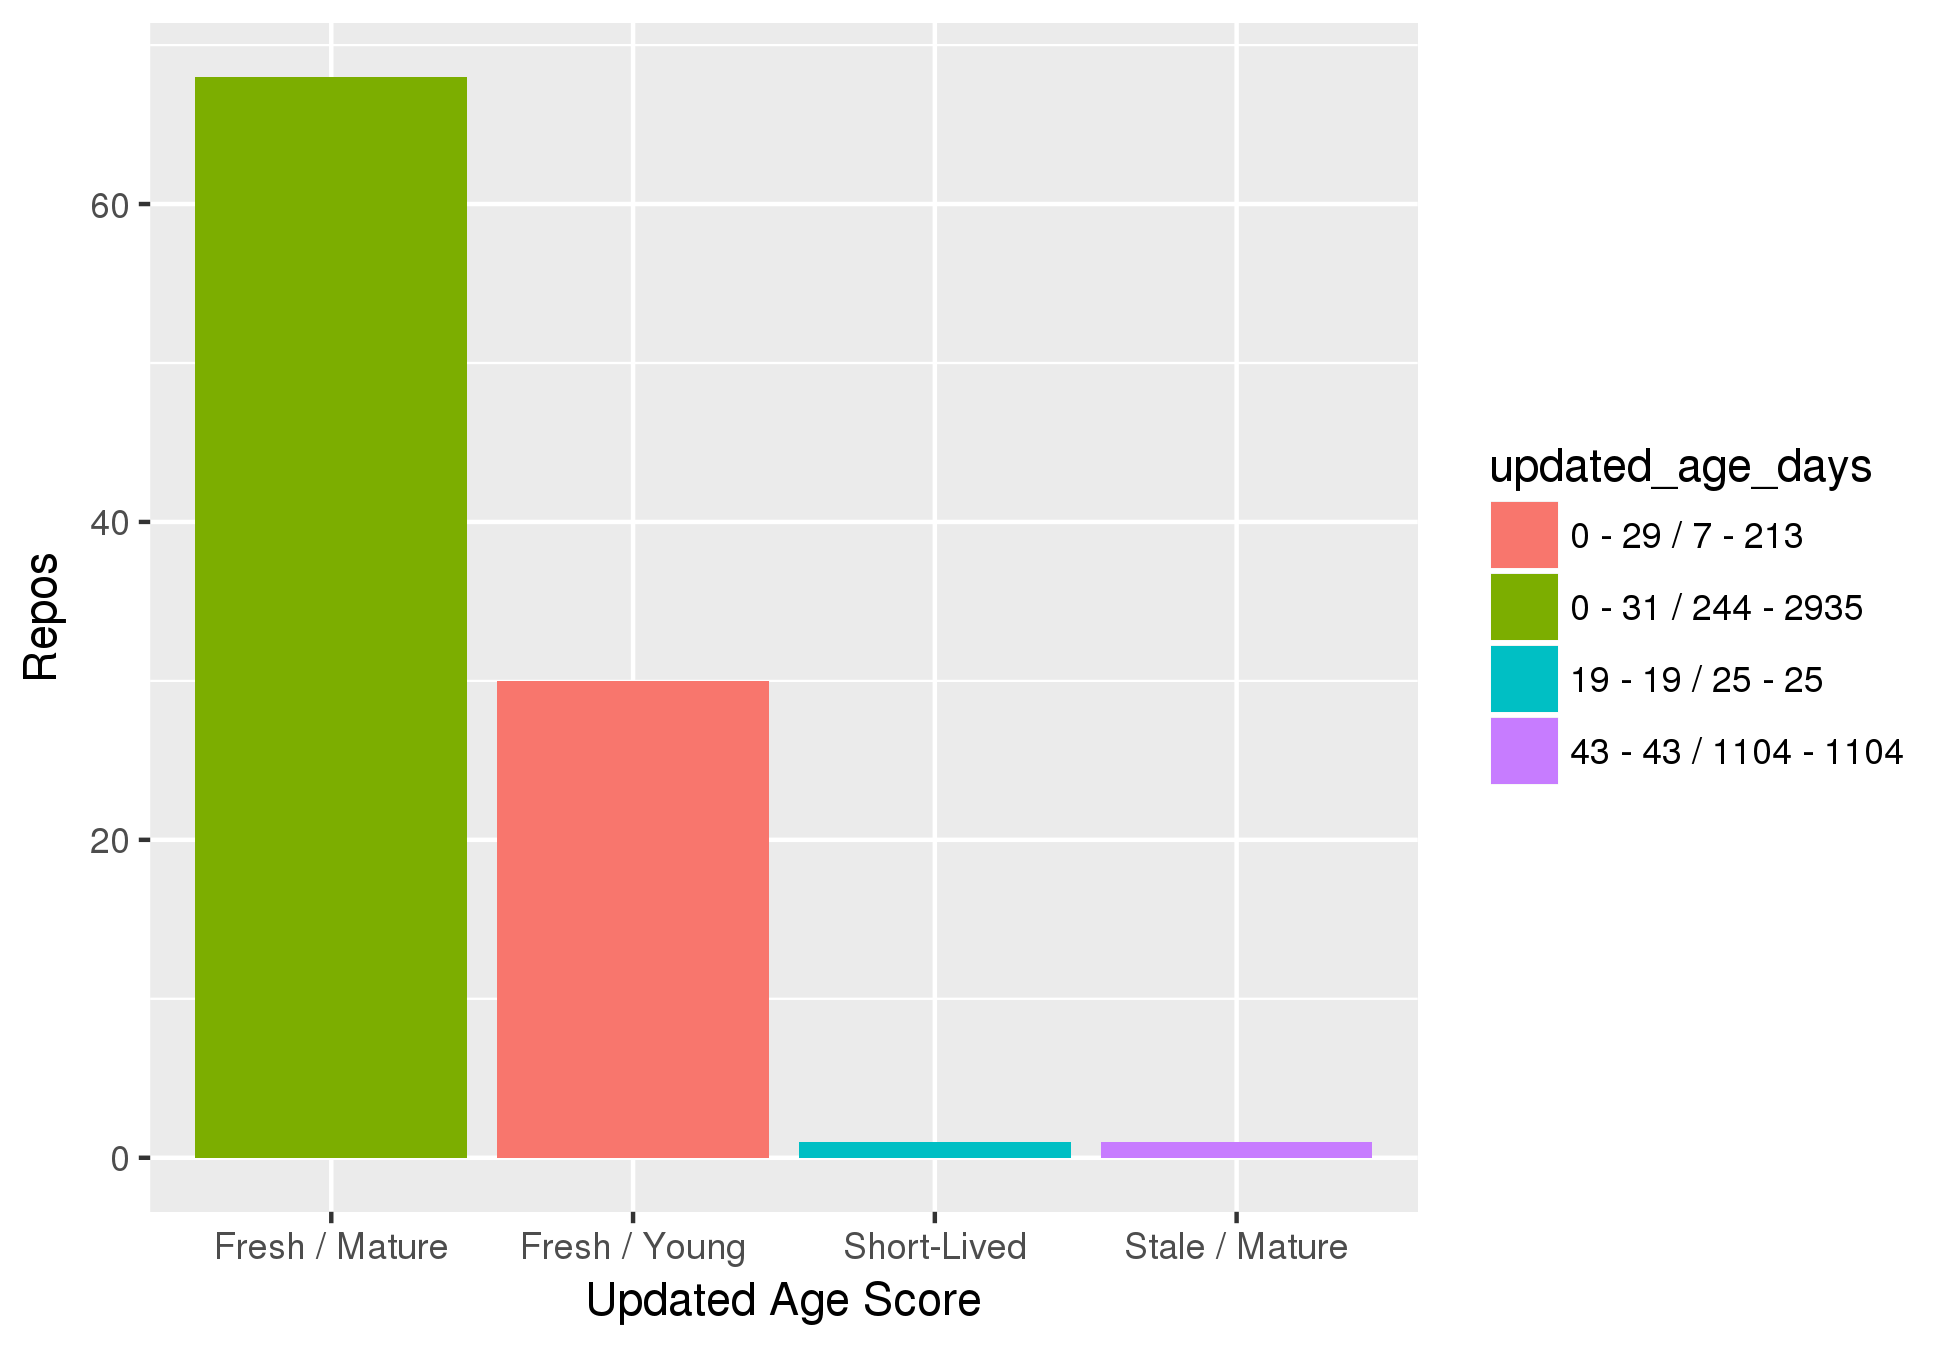 60
40
20
0
Repos
Fresh / Mature
Fresh / Young
Short-Lived
Stale / Mature
Updated Age Score
updated_age_days
0 - 29 / 7 - 213
0 - 31 / 244 - 2935
19 - 19 / 25 - 25
43 - 43 / 1104 - 1104